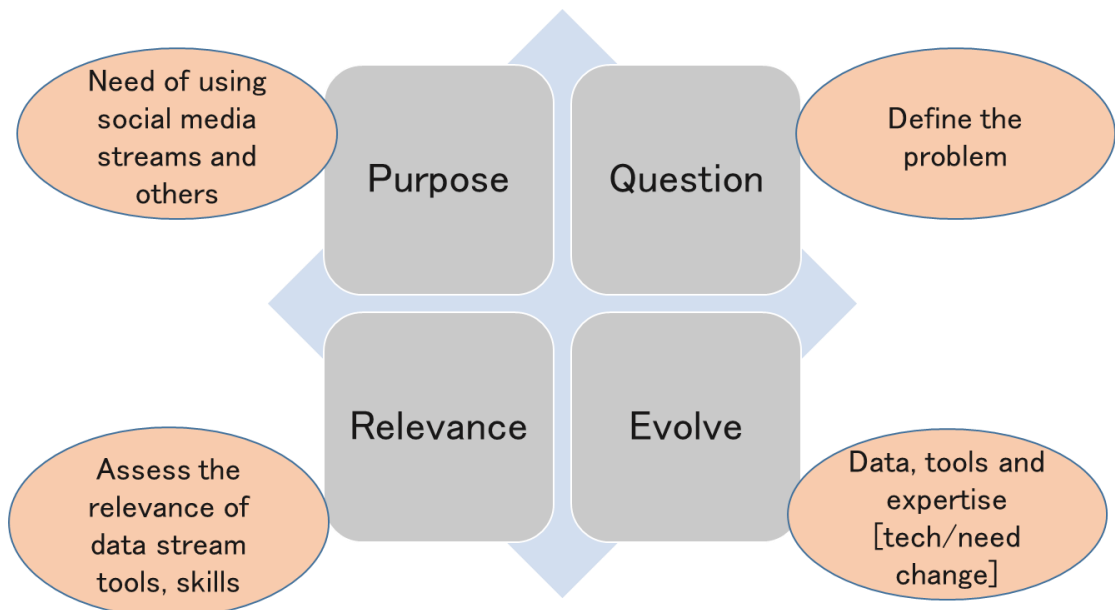 Need of using
social media
streams and
others
Purpose
Question
Define the
problem
Relevance
Evolve
Assess the
relevance of
data stream
tools, skills
Data, tools and
expertise
[tech/need
change]